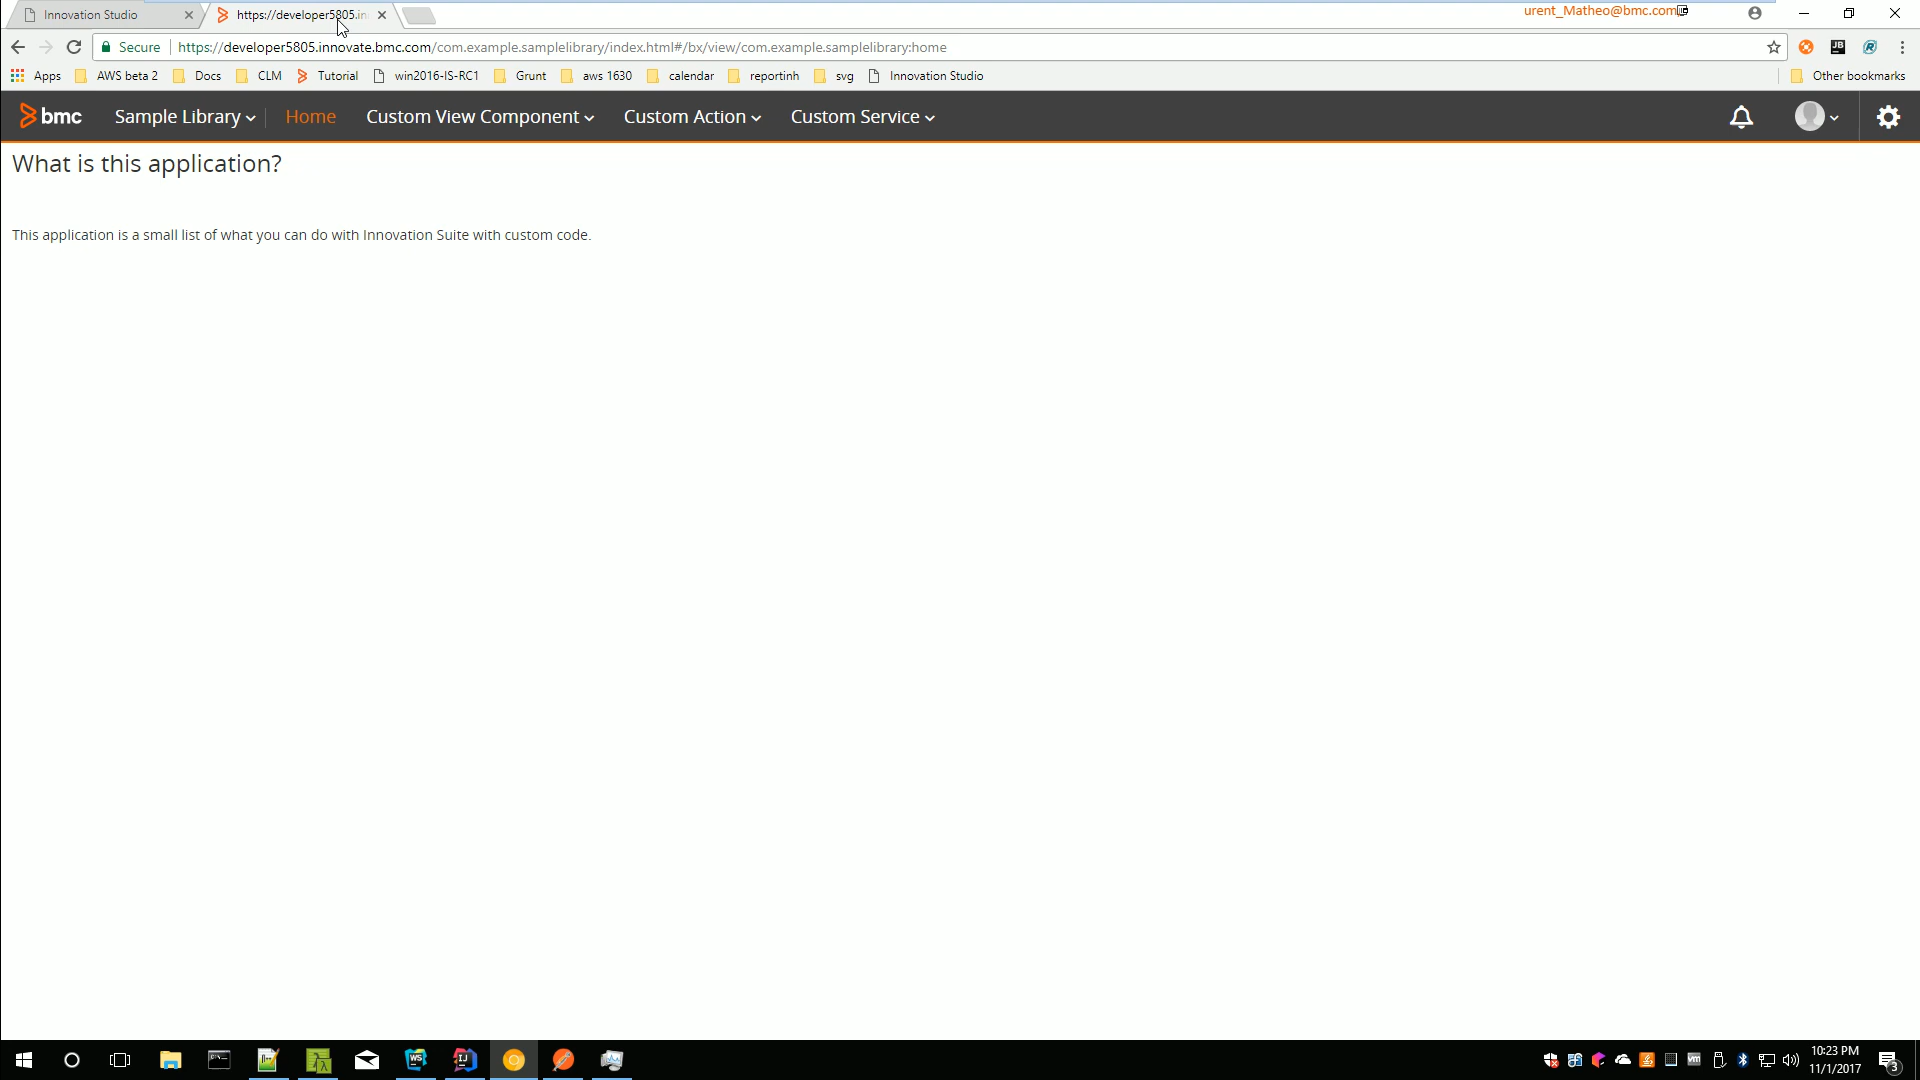 Innovation Studio
https://developer5805.in
urent_Matheo@bmc.com
Secure
https://developer5805.innovate.bmc.com/com.example.samplelibrary/index.html#/bx/view/com.example.samplelibrary:home
Apps AWS beta 2 Docs CLM Tutorial win2016-IS-RC1 Grunt aws 1630 calendar reportinh svg Innovation Studio Other bookmarks
bmc Sample Library Home Custom View Component Custom Action Custom Service
What is this application?
This application is a small list of what you can do with Innovation Suite with custom code.
10:23 PM
11/1/2017
3